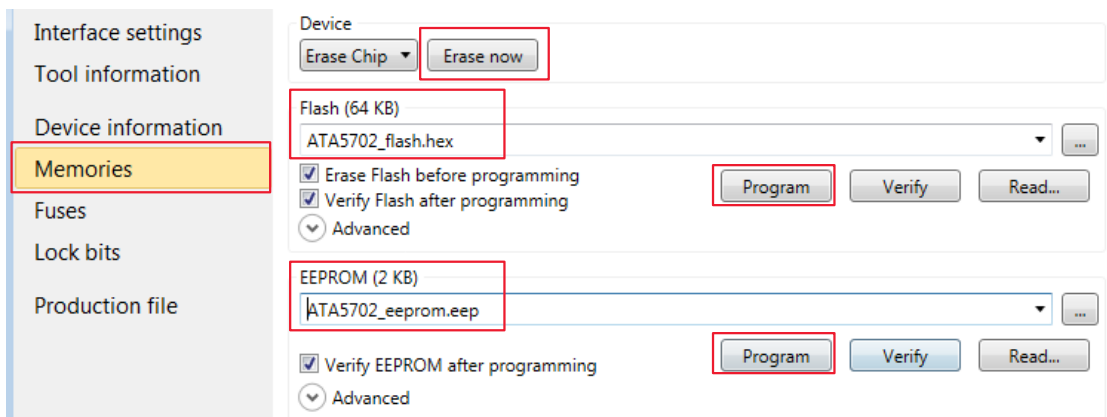 Interface settings
Tool information
Device information
Memories
Fuses
Lock bits
Production file
Device
Erase Chip
Erase now
Flash (64 KB)
ATA5702_flash.hex
...
Erase Flash before programming
Verify Flash after programming
Program
Verify
Read...
Advanced
EEPROM (2 KB)
ATA5702_eeprom.eep
...
Verify EEPROM after programming
Program
Verify
Read...
Advanced